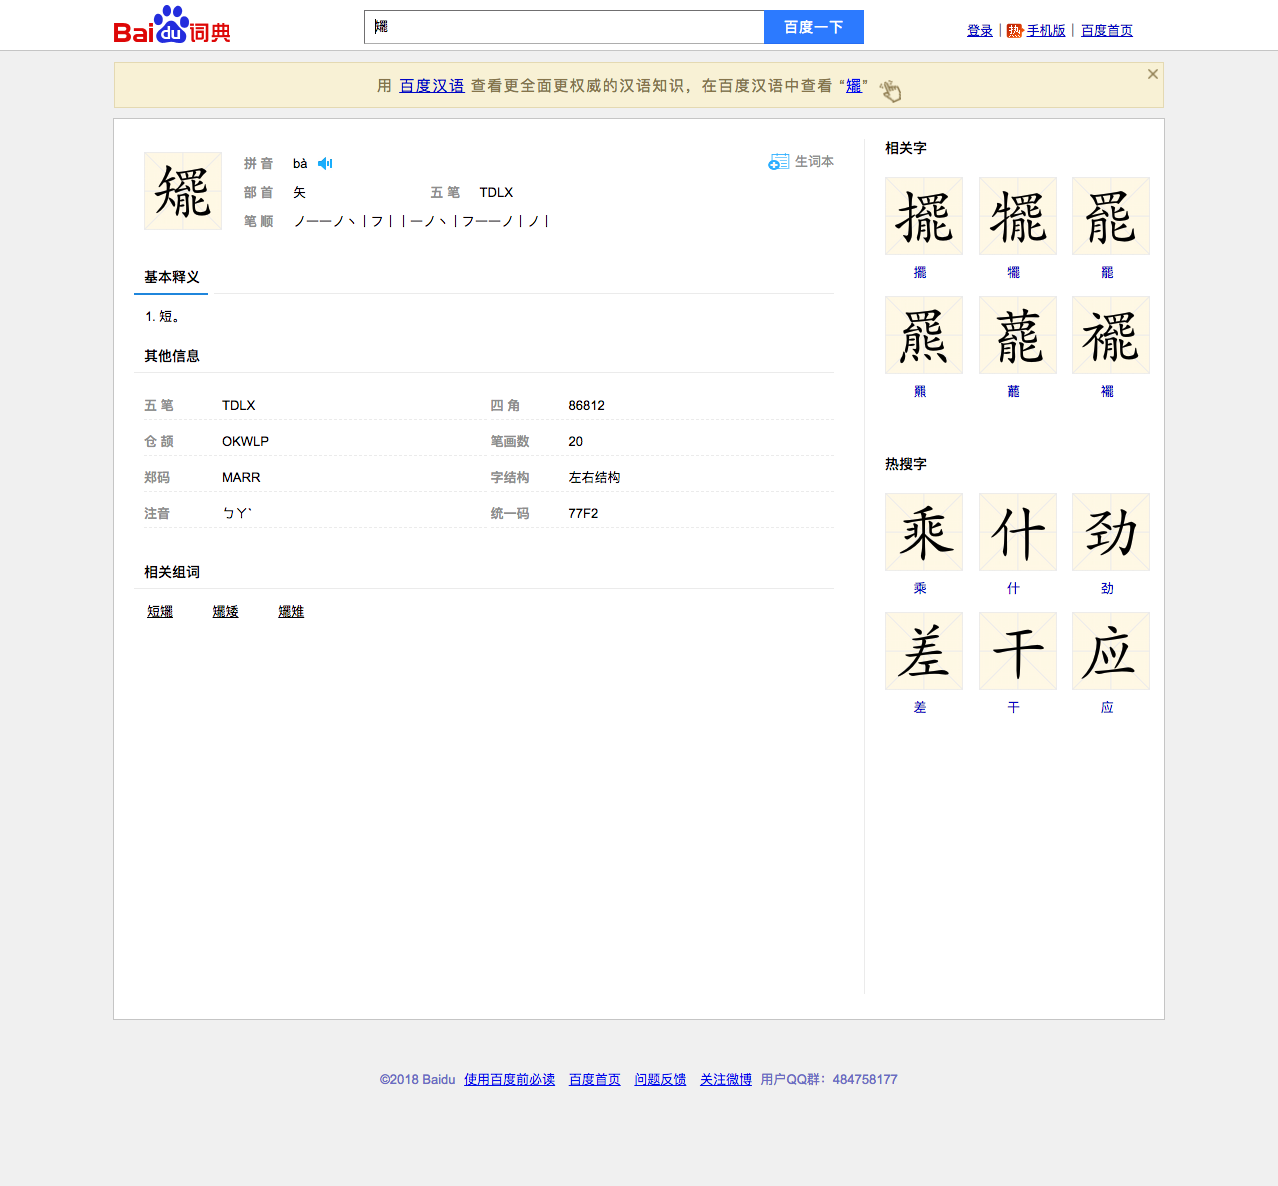 Baidu词典
䎱 百度一下
登录 | 热 手机版 | 百度首页
用 百度汉语 查看更全面更权威的汉语知识，在百度汉语中查看 “矲”
矲
拼 音 bà
生词本
部 首 矢 五 笔 TDLX
笔 顺 ノ一一ノ丶丨フ丨丨一ノ丶丨フ一一ノ丨ノ丨
基本释义
1. 短。
其他信息
五 笔 TDLX 四 角 86812
仓 颉 OKWLP 笔画数 20
郑码 MARR 字结构 左右结构
注音 ㄅㄚˋ 统一码 77F2
相关组词
短矲 矲矮 矲雉
相关字
擺 犤 罷
擺 犤 罷
羆 藣 襬
羆 藣 襬
热搜字
乘 什 劲
乘 什 劲
差 干 应
差 干 应
©2018 Baidu 使用百度前必读 百度首页 问题反馈 关注微博 用户QQ群：484758177